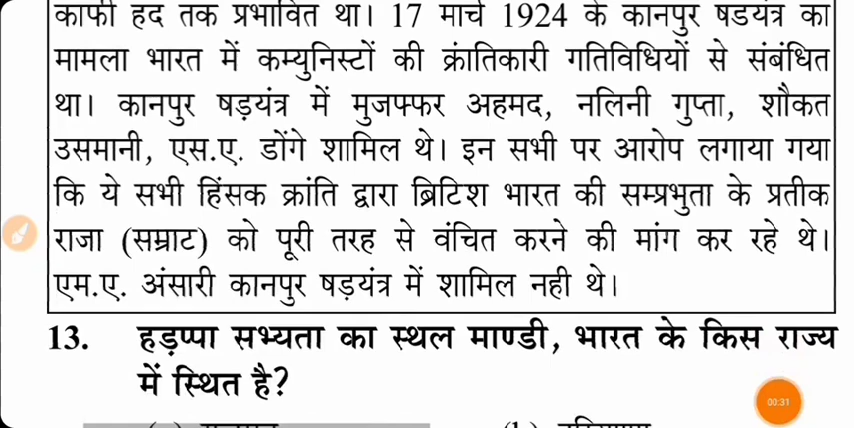 काफी हद तक प्रभावित था। 17 मार्च 1924 के कानपुर षडयंत्र का
मामला भारत में कम्युनिस्टों की क्रांतिकारी गतिविधियों से संबंधित
था। कानपुर षड़यंत्र में मुजफ्फर अहमद, नलिनी गुप्ता, शौकत
उसमानी, एस.ए. डोंगे शामिल थे। इन सभी पर आरोप लगाया गया
कि ये सभी हिंसक क्रांति द्वारा ब्रिटिश भारत की सम्प्रभुता के प्रतीक
राजा (सम्राट) को पूरी तरह से वंचित करने की मांग कर रहे थे।
एम.ए. अंसारी कानपुर षड़यंत्र में शामिल नही थे।
13. हड़प्पा सभ्यता का स्थल माण्डी, भारत के किस राज्य
में स्थित है?
00:31